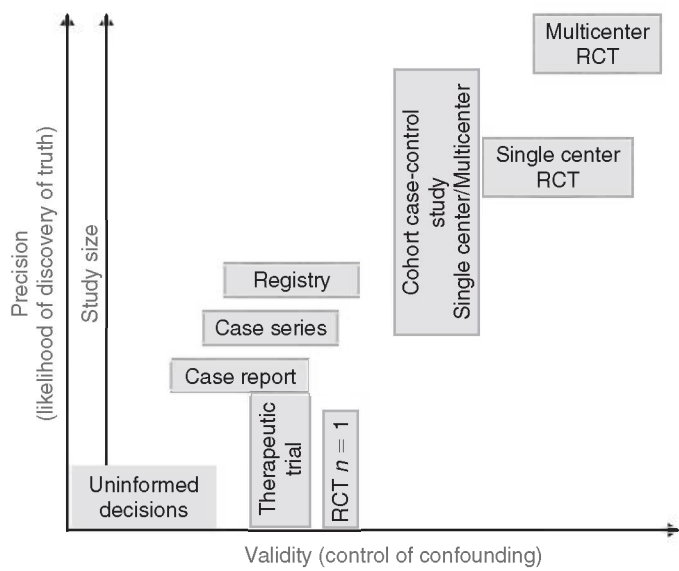 Multicenter
RCT
Cohort case-control
study
Single center/Multicenter
Single center
RCT
Precision
(likelihood of discovery of truth)
Study size
Registry
Case series
Case report
Therapeutic
trial
RCT n = 1
Uninformed
decisions
Validity (control of confounding)